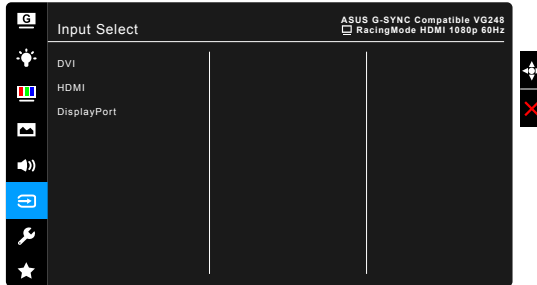 G
Input Select
ASUS G-SYNC Compatible VG248
RacingMode HDMI 1080p 60Hz
DVI
HDMI
DisplayPort